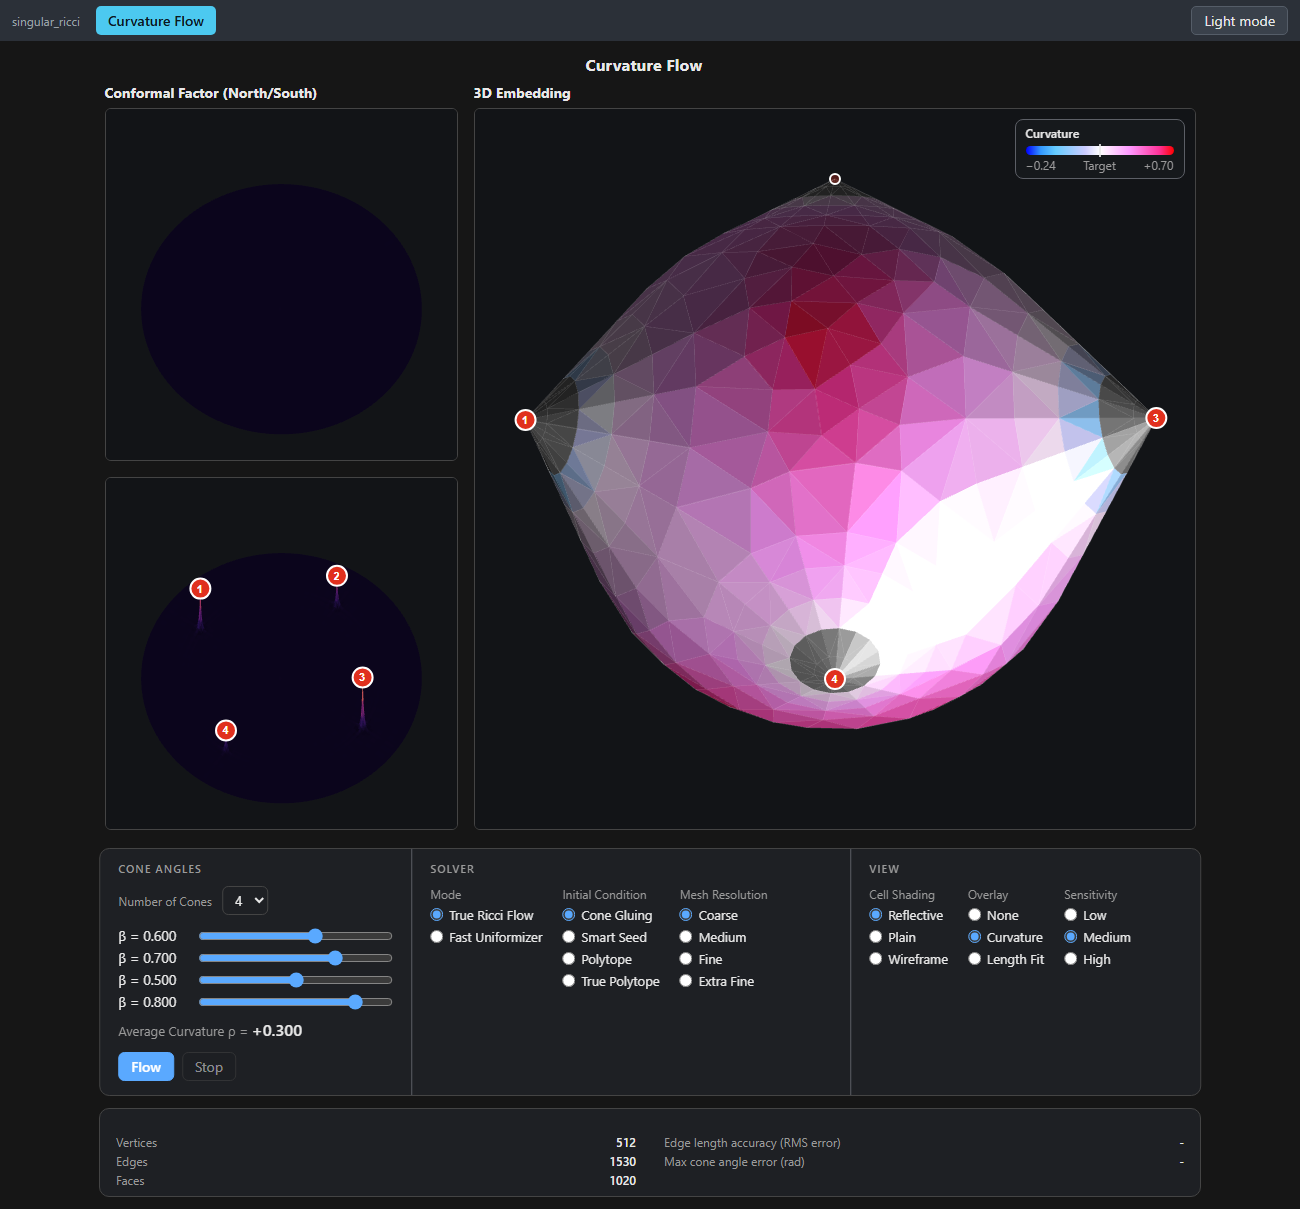 singular_ricci
Curvature Flow
Light mode
Curvature Flow
Conformal Factor (North/South)
3D Embedding
Curvature
−0.24 Target +0.70
1
3
4
1
2
3
4
CONE ANGLES
Number of Cones 4
β = 0.600
β = 0.700
β = 0.500
β = 0.800
Average Curvature ρ = +0.300
Flow Stop
SOLVER
Mode
True Ricci Flow
Fast Uniformizer
Initial Condition
Cone Gluing
Smart Seed
Polytope
True Polytope
Mesh Resolution
Coarse
Medium
Fine
Extra Fine
VIEW
Cell Shading
Reflective
Plain
Wireframe
Overlay
None
Curvature
Length Fit
Sensitivity
Low
Medium
High
Vertices 512
Edges 1530
Faces 1020
Edge length accuracy (RMS error) -
Max cone angle error (rad) -